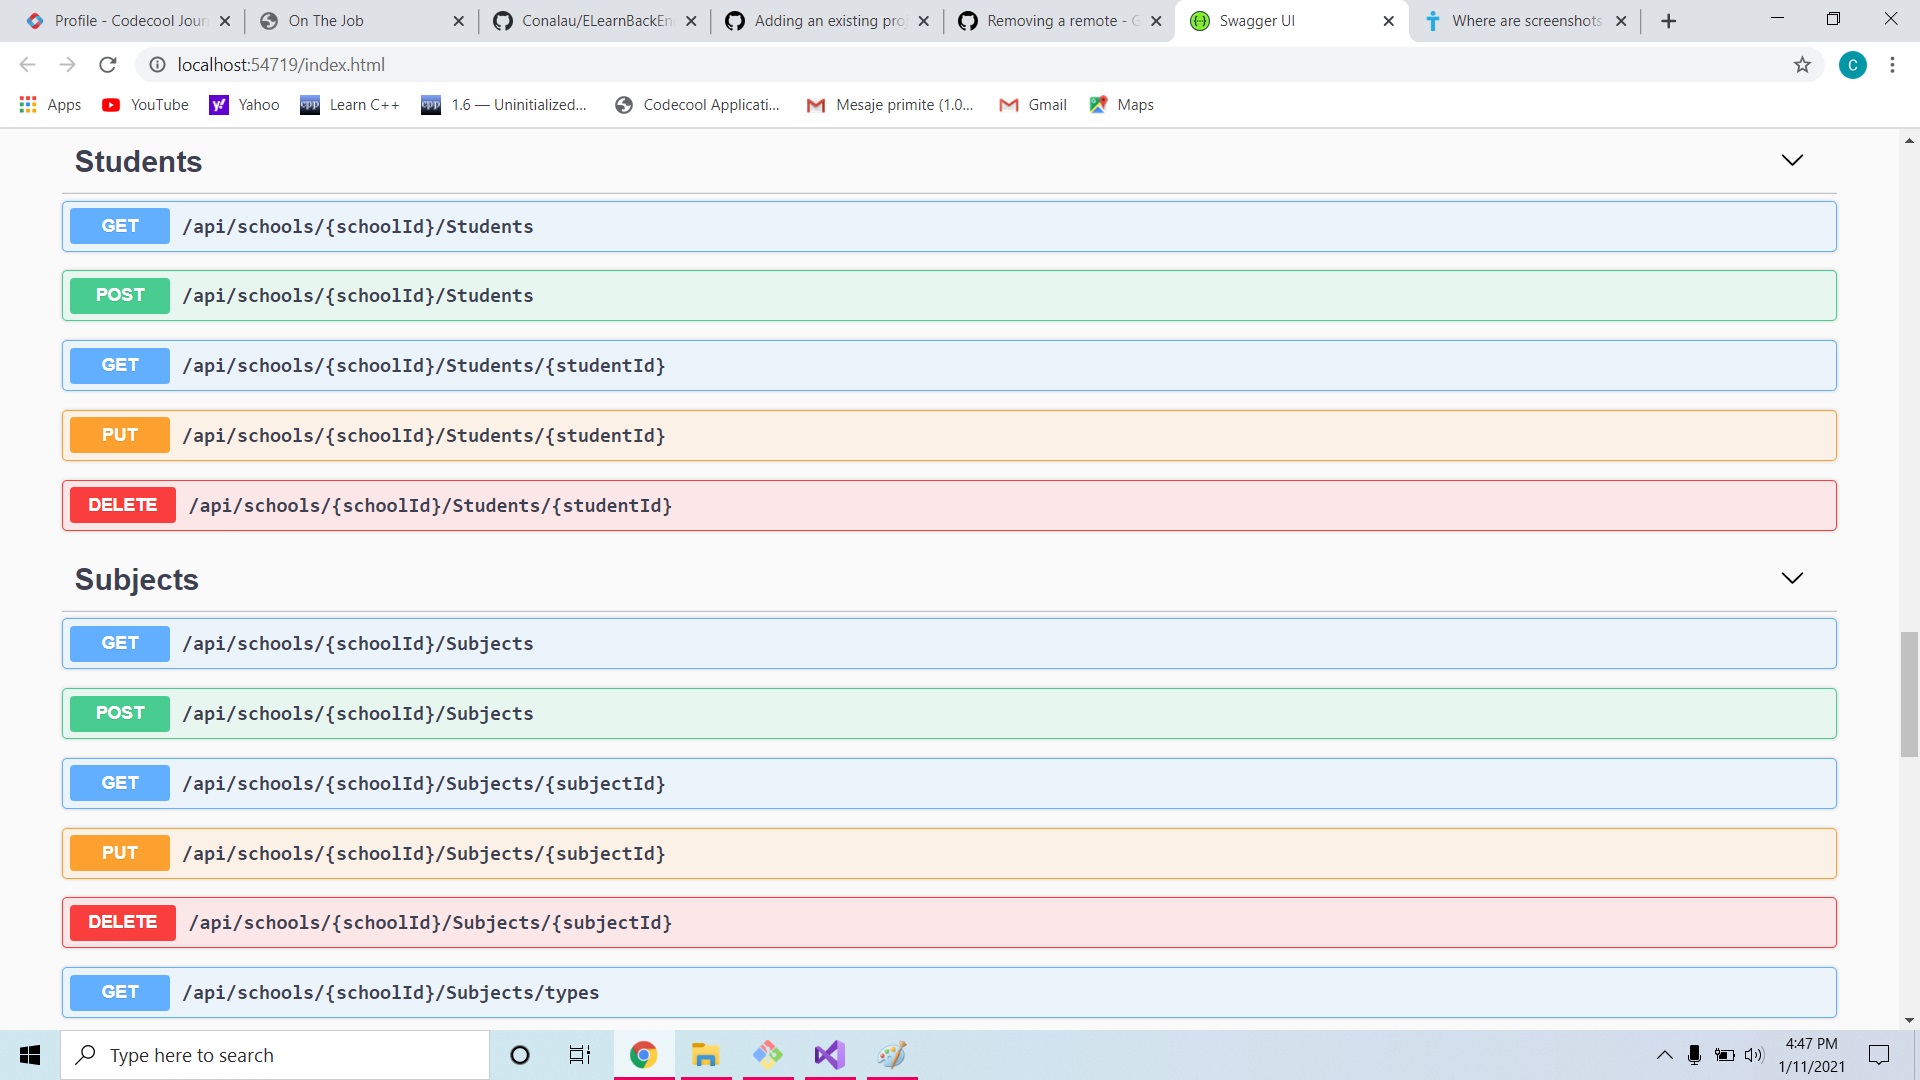 Profile - Codecool Jour
On The Job
Conalau/ELearnBackEn
Adding an existing proj
Removing a remote - G
Swagger UI
Where are screenshots
localhost:54719/index.html
C
Apps
YouTube
Yahoo
Learn C++
1.6 — Uninitialized...
Codecool Applicati...
Mesaje primite (1.0...
Gmail
Maps
Students
GET /api/schools/{schoolId}/Students
POST /api/schools/{schoolId}/Students
GET /api/schools/{schoolId}/Students/{studentId}
PUT /api/schools/{schoolId}/Students/{studentId}
DELETE /api/schools/{schoolId}/Students/{studentId}
Subjects
GET /api/schools/{schoolId}/Subjects
POST /api/schools/{schoolId}/Subjects
GET /api/schools/{schoolId}/Subjects/{subjectId}
PUT /api/schools/{schoolId}/Subjects/{subjectId}
DELETE /api/schools/{schoolId}/Subjects/{subjectId}
GET /api/schools/{schoolId}/Subjects/types
Type here to search
4:47 PM
1/11/2021